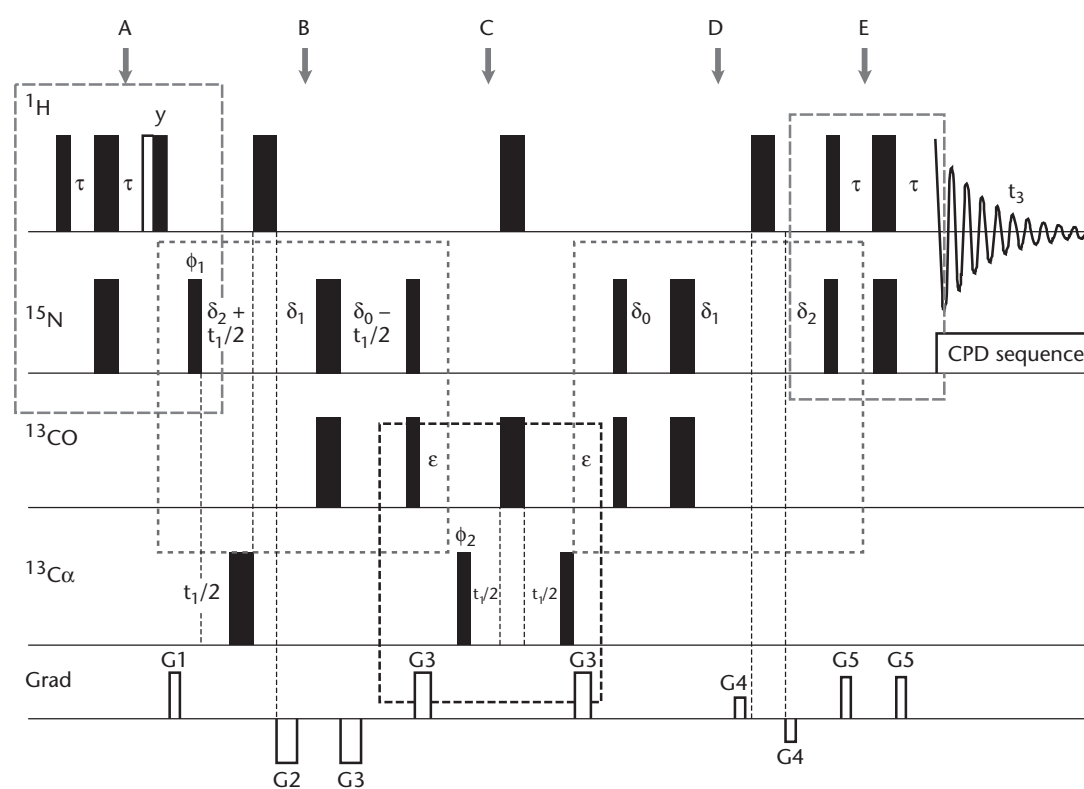 A B C D E
¹H
y
τ τ τ τ t₃
ϕ₁
¹⁵N
δ₂ + t₁/2
δ₁
δ₀ – t₁/2
δ₀ δ₁ δ₂
CPD sequence
¹³CO
ε ε
ϕ₂
¹³Cα
t₁/2 t₁/2 t₁/2
G1 G3 G3 G5 G5
Grad
G4
G2 G3 G4